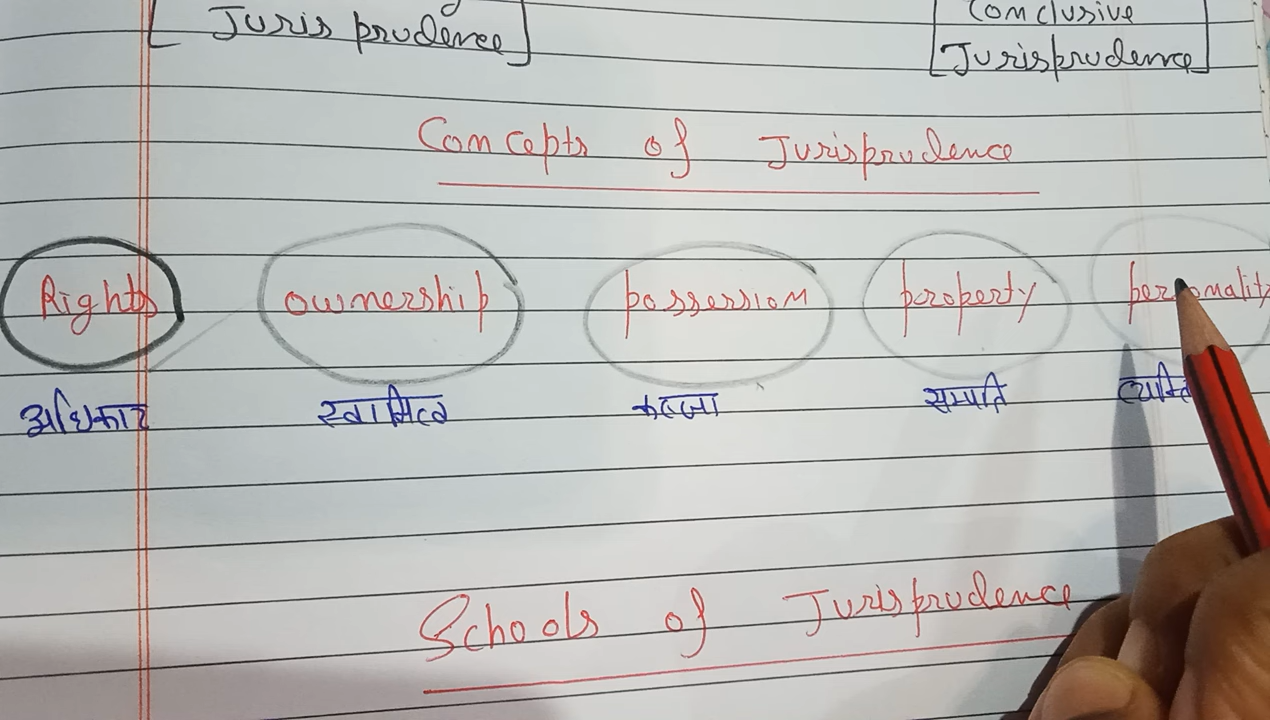 Conclusive
Jurisprudence
Jurisprudence
Concepts of Jurisprudence
Rights ownership possession property personality
अधिकार स्वामित्व कब्जा सम्पति
Schools of Jurisprudence